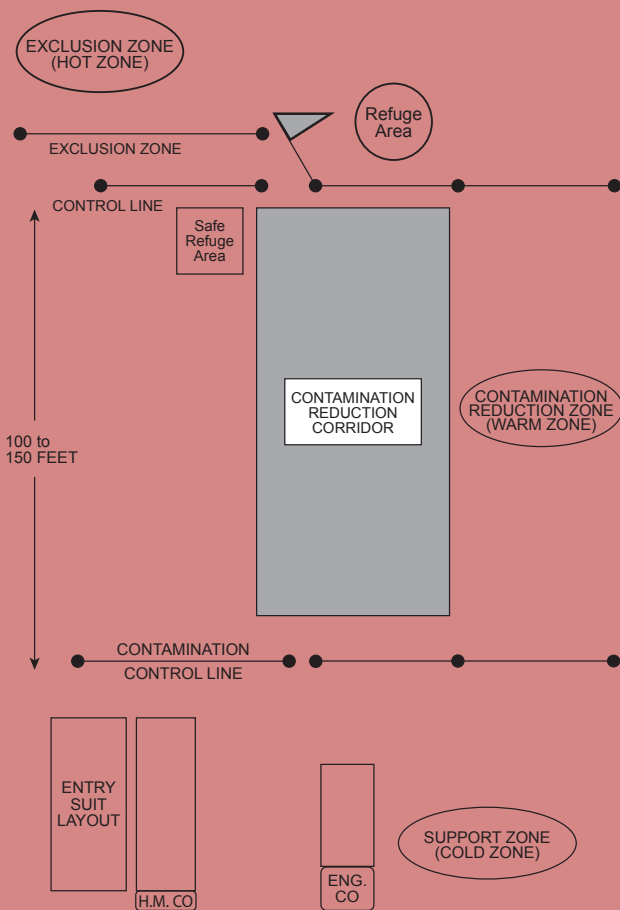 EXCLUSION ZONE
(HOT ZONE)
Refuge
Area
EXCLUSION ZONE
CONTROL LINE
Safe
Refuge
Area
CONTAMINATION
REDUCTION
CORRIDOR
CONTAMINATION
REDUCTION ZONE
(WARM ZONE)
100 to
150 FEET
CONTAMINATION
CONTROL LINE
ENTRY
SUIT
LAYOUT
H.M. CO
ENG.
CO
SUPPORT ZONE
(COLD ZONE)